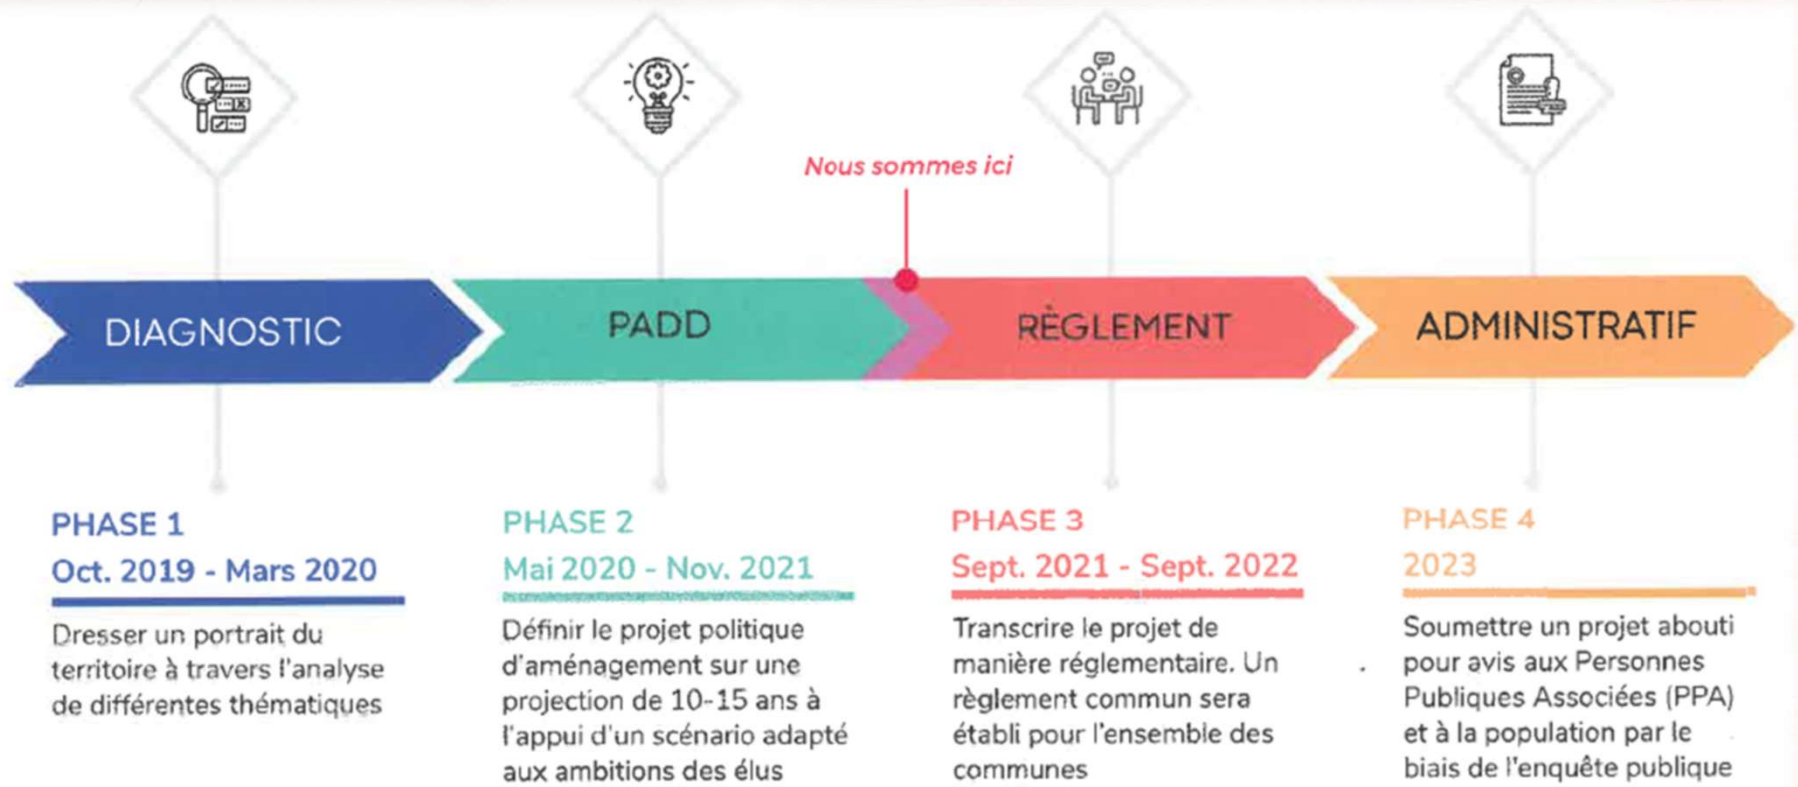 Nous sommes ici
DIAGNOSTIC
PADD
RÈGLEMENT
ADMINISTRATIF
PHASE 1
Oct. 2019 - Mars 2020
Dresser un portrait du
territoire à travers l'analyse
de différentes thématiques
PHASE 2
Mai 2020 - Nov. 2021
Définir le projet politique
d'aménagement sur une
projection de 10-15 ans à
l'appui d'un scénario adapté
aux ambitions des élus
PHASE 3
Sept. 2021 - Sept. 2022
Transcrire le projet de
manière réglementaire. Un
règlement commun sera
établi pour l'ensemble des
communes
PHASE 4
2023
Soumettre un projet abouti
pour avis aux Personnes
Publiques Associées (PPA)
et à la population par le
biais de l'enquête publique